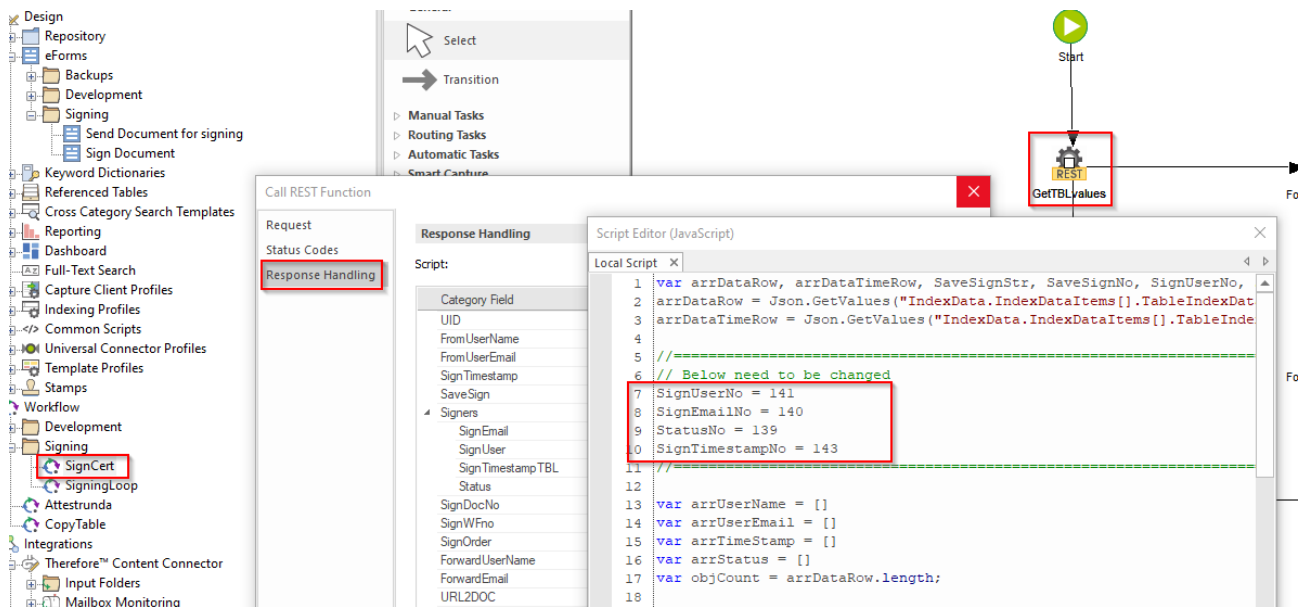 Design
Repository
eForms
Backups
Development
Signing
Send Document for signing
Sign Document
Keyword Dictionaries
Referenced Tables
Cross Category Search Templates
Reporting
Dashboard
Full-Text Search
Capture Client Profiles
Indexing Profiles
Common Scripts
Universal Connector Profiles
Template Profiles
Stamps
Workflow
Development
Signing
SignCert
SigningLoop
Attestrunda
CopyTable
Integrations
Therefore™ Content Connector
Input Folders
Mailbox Monitoring
General
Select
Transition
Manual Tasks
Routing Tasks
Automatic Tasks
Smart Capture
Start
REST
GetTBLvalues
Fo
Fo
Call REST Function
Request
Status Codes
Response Handling
Response Handling
Script:
Category Field
UID
FromUserName
FromUserEmail
SignTimestamp
SaveSign
Signers
SignEmail
SignUser
SignTimestampTBL
Status
SignDocNo
SignWFno
SignOrder
ForwardUserName
ForwardEmail
URL2DOC
Script Editor (JavaScript)
Local Script
1 var arrDataRow, arrDataTimeRow, SaveSignStr, SaveSignNo, SignUserNo,
2 arrDataRow = Json.GetValues("IndexData.IndexDataItems[].TableIndexDat
3 arrDataTimeRow = Json.GetValues("IndexData.IndexDataItems[].TableInde
4
5 //====================================================================
6 // Below need to be changed
7 SignUserNo = 141
8 SignEmailNo = 140
9 StatusNo = 139
10 SignTimestampNo = 143
11 //====================================================================
12
13 var arrUserName = []
14 var arrUserEmail = []
15 var arrTimeStamp = []
16 var arrStatus = []
17 var objCount = arrDataRow.length;
18